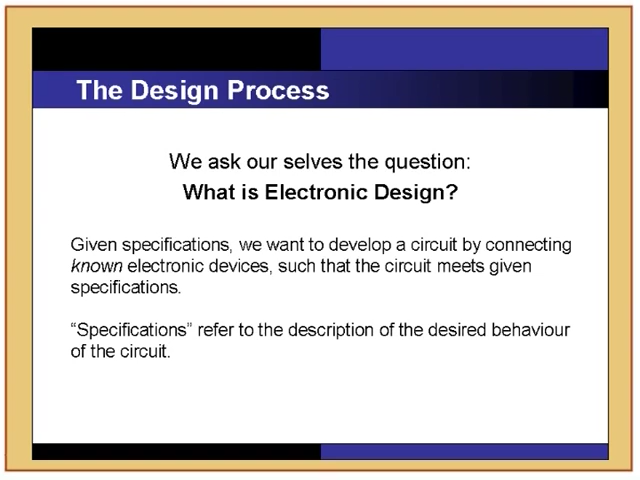 The Design Process
We ask our selves the question:
What is Electronic Design?
Given specifications, we want to develop a circuit by connecting
known electronic devices, such that the circuit meets given
specifications.
“Specifications” refer to the description of the desired behaviour
of the circuit.